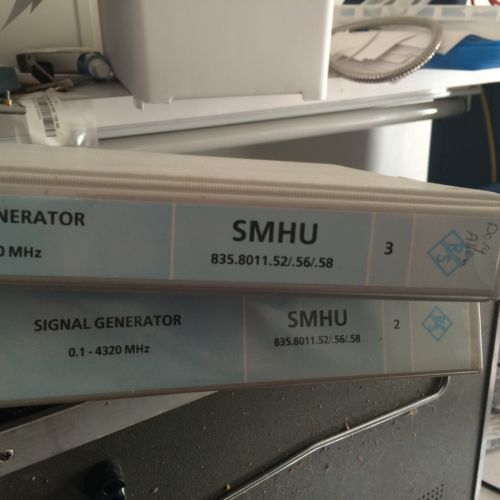 NERATOR
0 MHz
SMHU
835.8011.52/.56/.58
3
R&S
SIGNAL GENERATOR
0.1 - 4320 MHz
SMHU
835.8011.52/.56/.58
2
R&S